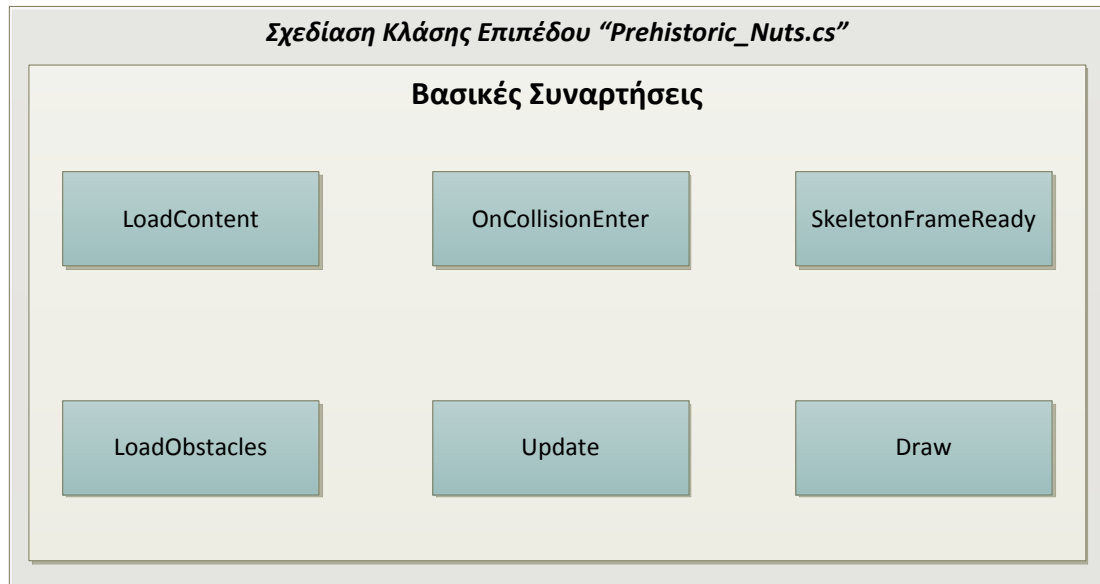 Σχεδίαση Κλάσης Επιπέδου “Prehistoric_Nuts.cs”
Βασικές Συναρτήσεις
LoadContent
OnCollisionEnter
SkeletonFrameReady
LoadObstacles
Update
Draw